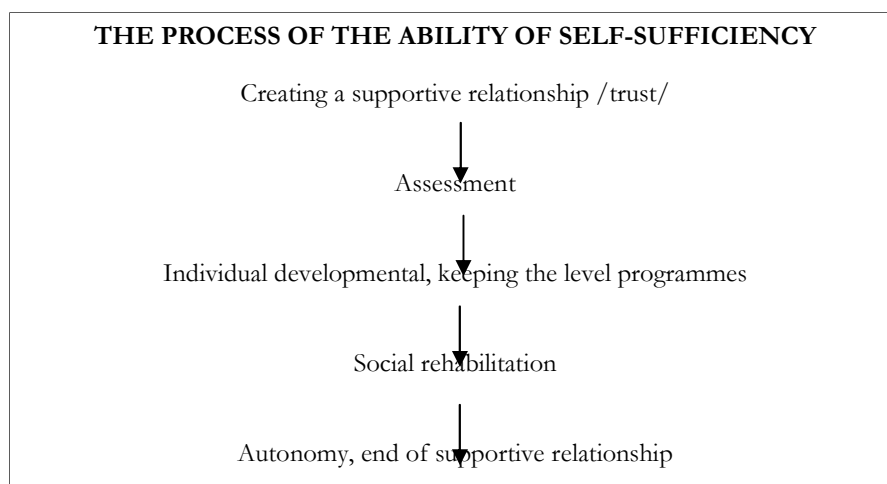 THE PROCESS OF THE ABILITY OF SELF-SUFFICIENCY
Creating a supportive relationship /trust/
Assessment
Individual developmental, keeping the level programmes
Social rehabilitation
Autonomy, end of supportive relationship